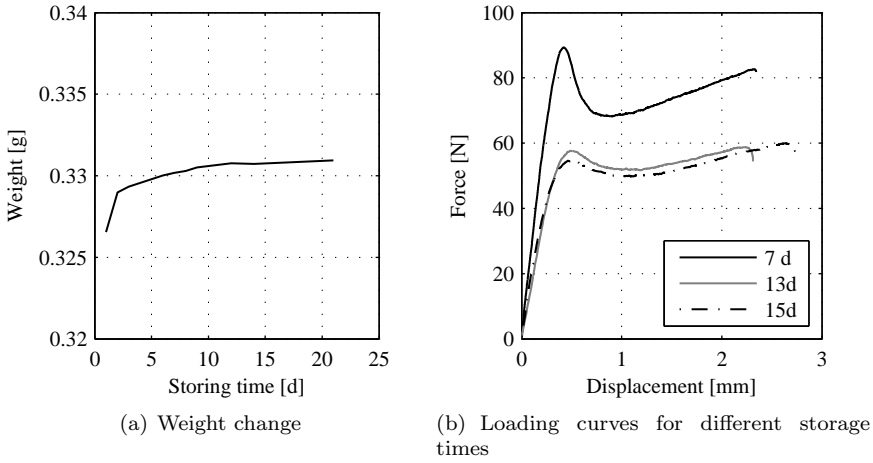 0.34
0.335
0.33
0.325
0.32
Weight [g]
0 5 10 15 20 25
Storing time [d]
(a) Weight change
100
80
60
40
20
0
Force [N]
7 d
13d
15d
0 1 2 3
Displacement [mm]
(b) Loading curves for different storage
times